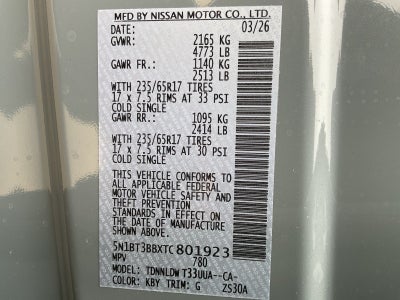 MFD BY NISSAN MOTOR CO., LTD.
DATE: 03/26
GVWR: 2165 KG
4773 LB
GAWR FR.: 1140 KG
2513 LB
WITH 235/65R17 TIRES
17 x 7.5 RIMS AT 33 PSI
COLD SINGLE
GAWR RR.: 1095 KG
2414 LB
WITH 235/65R17 TIRES
17 x 7.5 RIMS AT 30 PSI
COLD SINGLE
THIS VEHICLE CONFORMS TO
ALL APPLICABLE FEDERAL
MOTOR VEHICLE SAFETY AND
THEFT PREVENTION
STANDARDS IN EFFECT ON
THE DATE OF MANUFACTURE
5N1BT3BBXTC801923
MPV 780
MODEL: TDNNLDWT33UUA--CA-
COLOR: KBY TRIM: G ZS30A